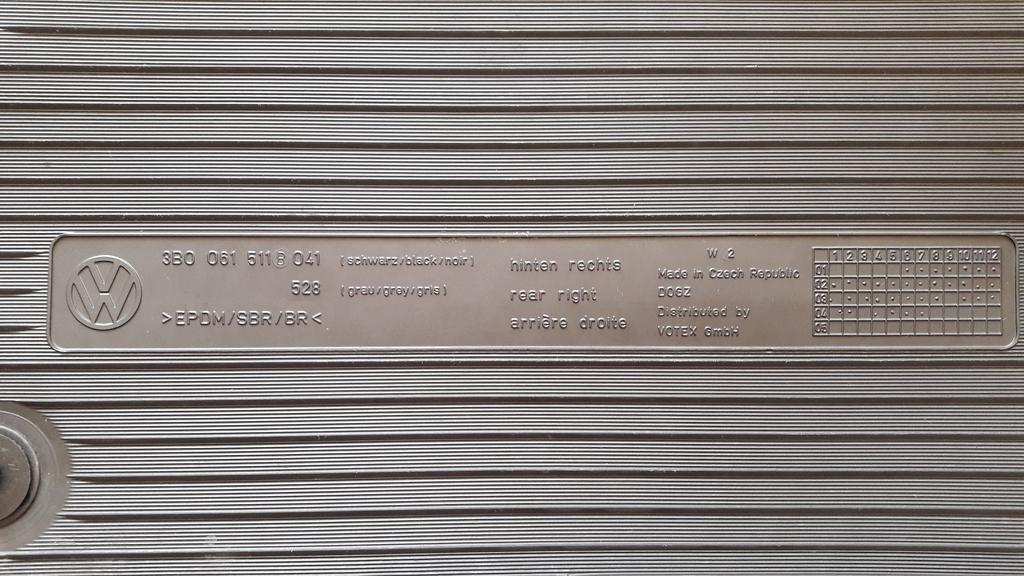 3B0 061 511 B 041 (schwarz/black/noir)
528 (grau/grey/gris)
>EPDM/SBR/BR<
hinten rechts
rear right
arrière droite
W 2
Made in Czech Republic
DOGZ
Distributed by
VOTEX GmbH
1 2 3 4 5 6 7 8 9 10 11 12
01
02
03
04
05